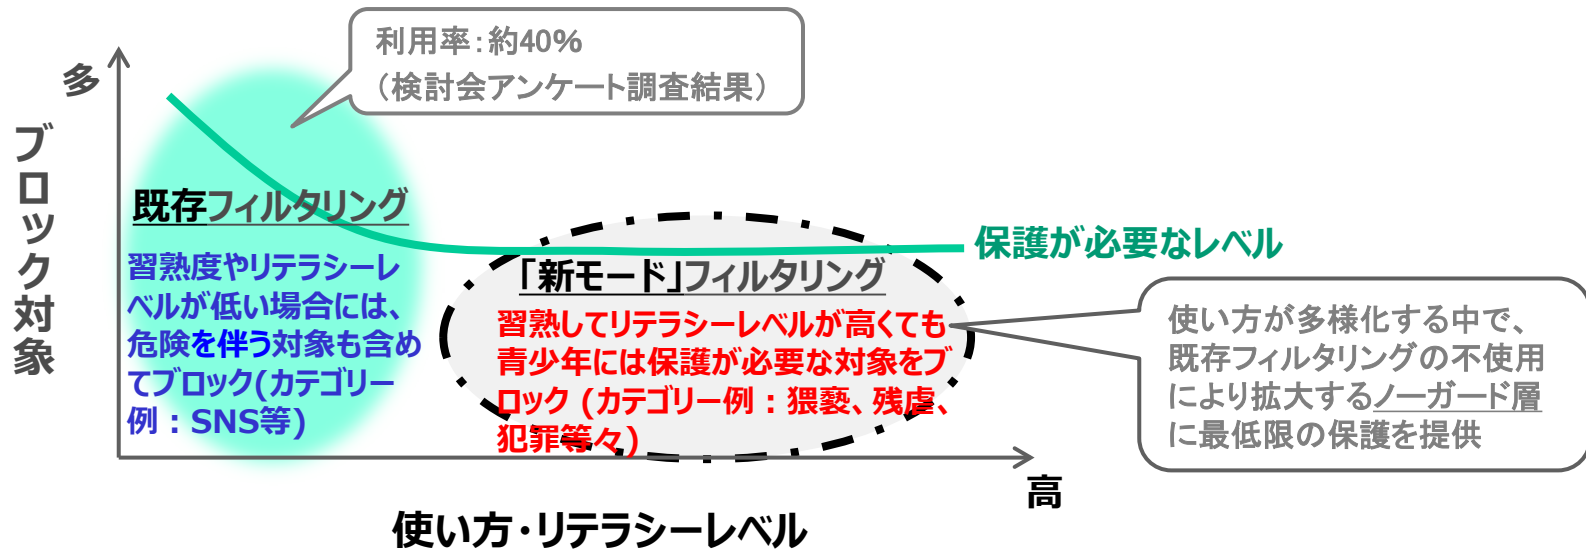 利用率：約40%
（検討会アンケート調査結果）
多
ブロック対象
既存フィルタリング
習熟度やリテラシーレ
ベルが低い場合には、
危険を伴う対象も含め
てブロック(カテゴリー
例：SNS等)
保護が必要なレベル
「新モード」フィルタリング
習熟してリテラシーレベルが高くても
青少年には保護が必要な対象をブ
ロック (カテゴリー例：猥褻、残虐、
犯罪等々)
使い方が多様化する中で、
既存フィルタリングの不使用
により拡大するノーガード層
に最低限の保護を提供
高
使い方・リテラシーレベル